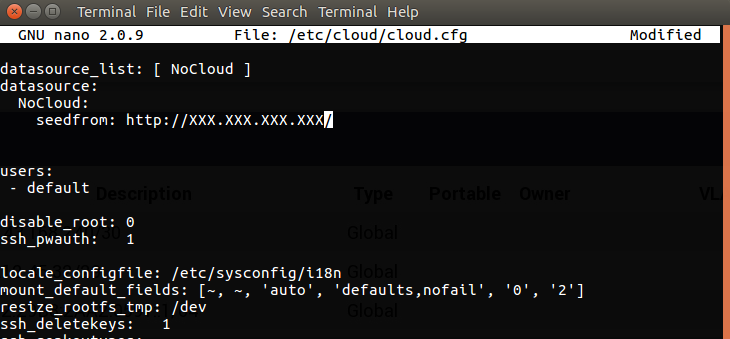 Terminal File Edit View Search Terminal Help
GNU nano 2.0.9 File: /etc/cloud/cloud.cfg Modified
datasource_list: [ NoCloud ]
datasource:
  NoCloud:
    seedfrom: http://XXX.XXX.XXX.XXX/
users:
 - default
Description Type Portable Owner
disable_root: 0
ssh_pwauth:   1
Global
locale_configfile: /etc/sysconfig/i18n
Global
mount_default_fields: [~, ~, 'auto', 'defaults,nofail', '0', '2']
resize_rootfs_tmp: /dev
Global
ssh_deletekeys:   1